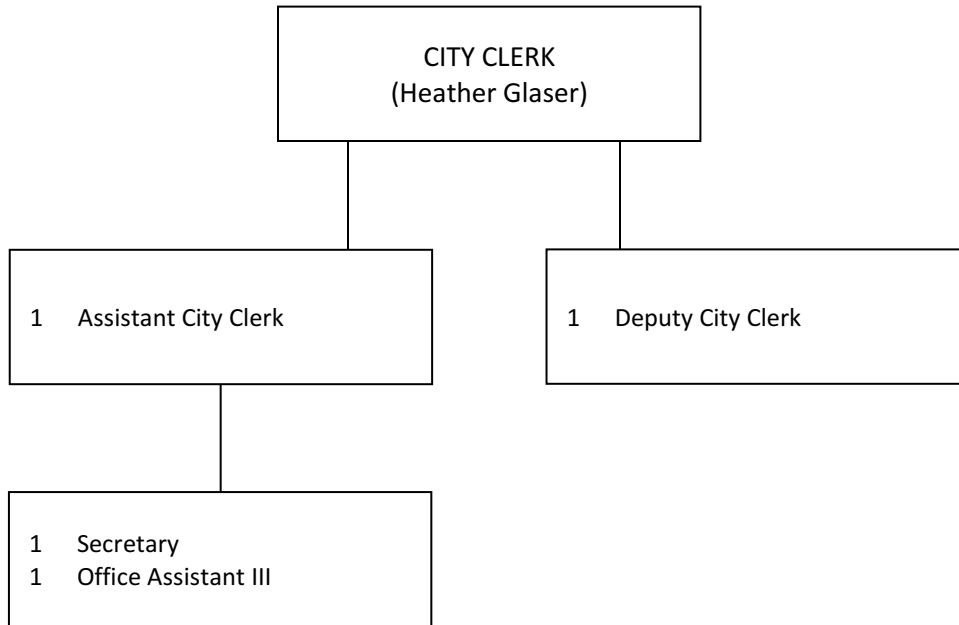 CITY CLERK
(Heather Glaser)
1 Assistant City Clerk
1 Deputy City Clerk
1 Secretary
1 Office Assistant III